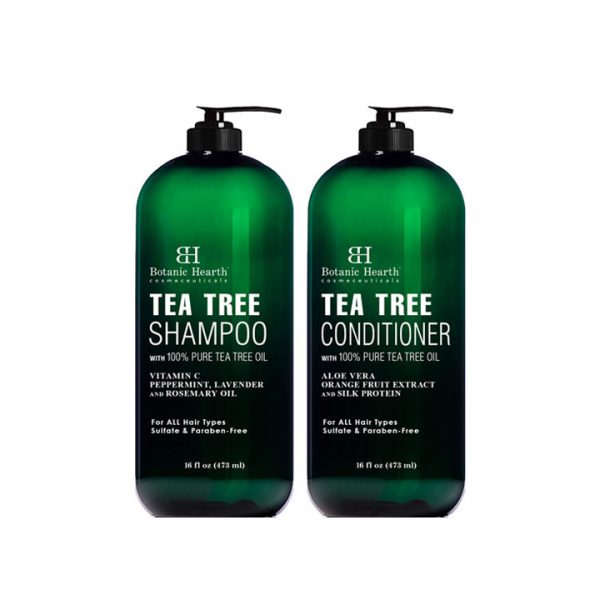 BH
Botanic Hearth
cosmeceuticals
TEA TREE
SHAMPOO
WITH 100% PURE TEA TREE OIL
VITAMIN C
PEPPERMINT, LAVENDER
AND ROSEMARY OIL
For ALL Hair Types
Sulfate & Paraben-Free
16 fl oz (473 ml)
BH
Botanic Hearth
cosmeceuticals
TEA TREE
CONDITIONER
WITH 100% PURE TEA TREE OIL
ALOE VERA
ORANGE FRUIT EXTRACT
AND SILK PROTEIN
For ALL Hair Types
Sulfate & Paraben-Free
16 fl oz (473 ml)